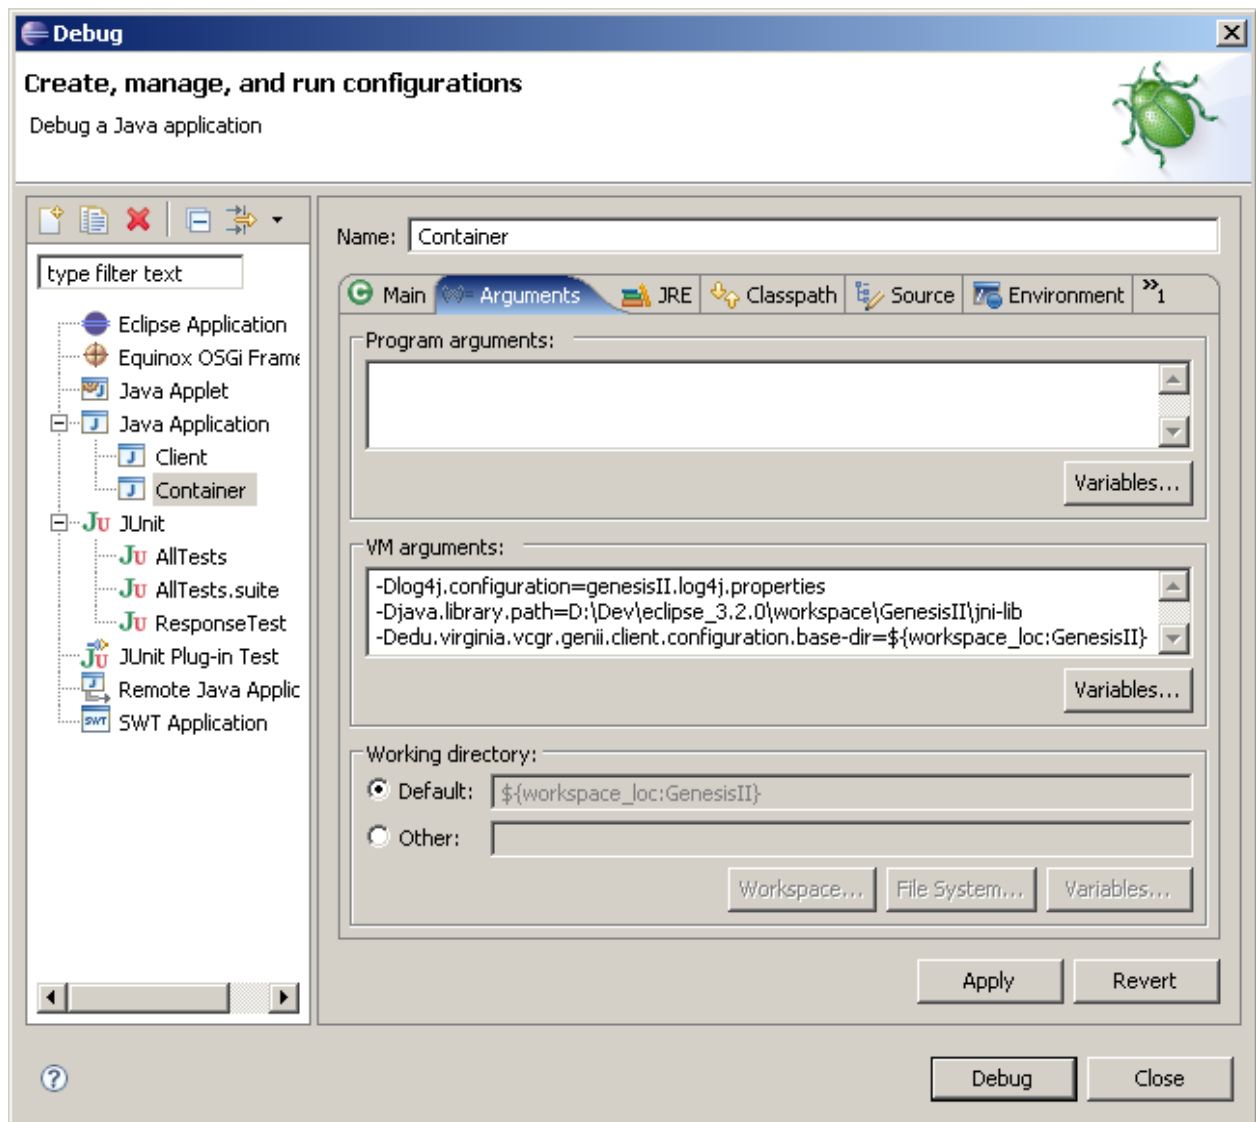 Debug
Create, manage, and run configurations
Debug a Java application
type filter text
Eclipse Application
Equinox OSGi Frame
Java Applet
Java Application
Client
Container
JUnit
AllTests
AllTests.suite
ResponseTest
JUnit Plug-in Test
Remote Java Applic
SWT Application
Name: Container
Main Arguments JRE Classpath Source Environment »1
Program arguments:
Variables...
VM arguments:
-Dlog4j.configuration=genesisII.log4j.properties
-Djava.library.path=D:\Dev\eclipse_3.2.0\workspace\GenesisII\jni-lib
-Dedu.virginia.vcgr.genii.client.configuration.base-dir=${workspace_loc:GenesisII}
Variables...
Working directory:
Default: ${workspace_loc:GenesisII}
Other:
Workspace... File System... Variables...
Apply Revert
Debug Close